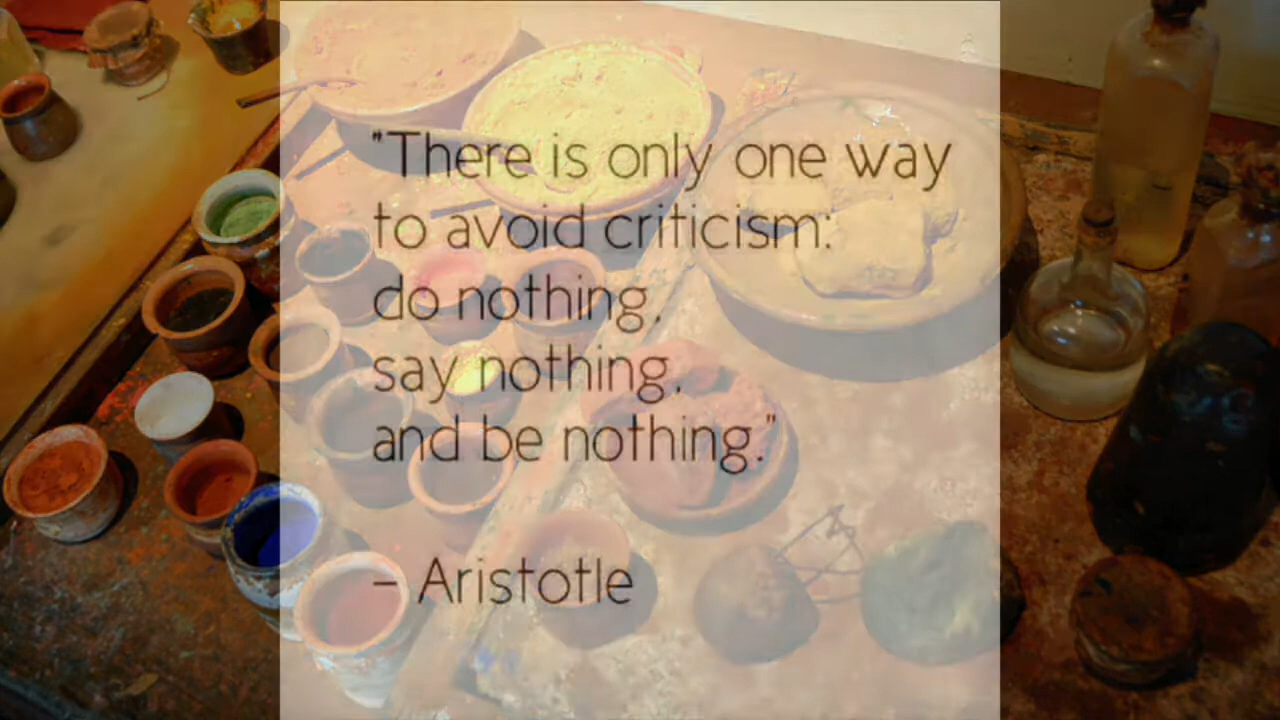 "There is only one way
to avoid criticism:
do nothing,
say nothing,
and be nothing."
– Aristotle